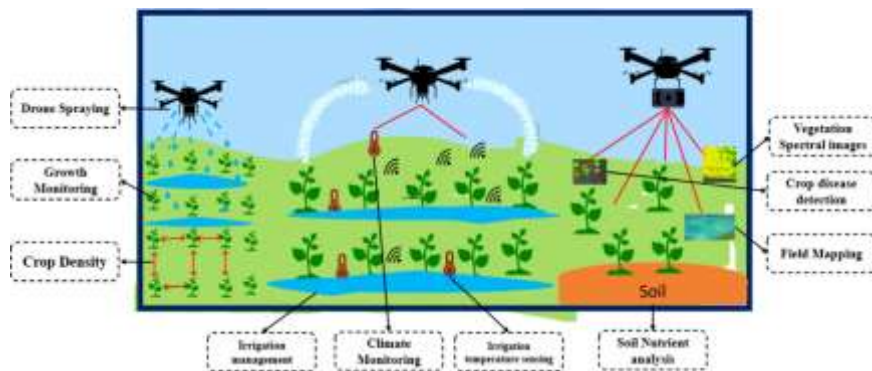 Drone Spraying
Growth
Monitoring
Crop Density
Vegetation
Spectral images
Crop disease
detection
Field Mapping
Soil
Irrigation
management
Climate
Monitoring
Irrigation
temperature sensing
Soil Nutrient
analysis